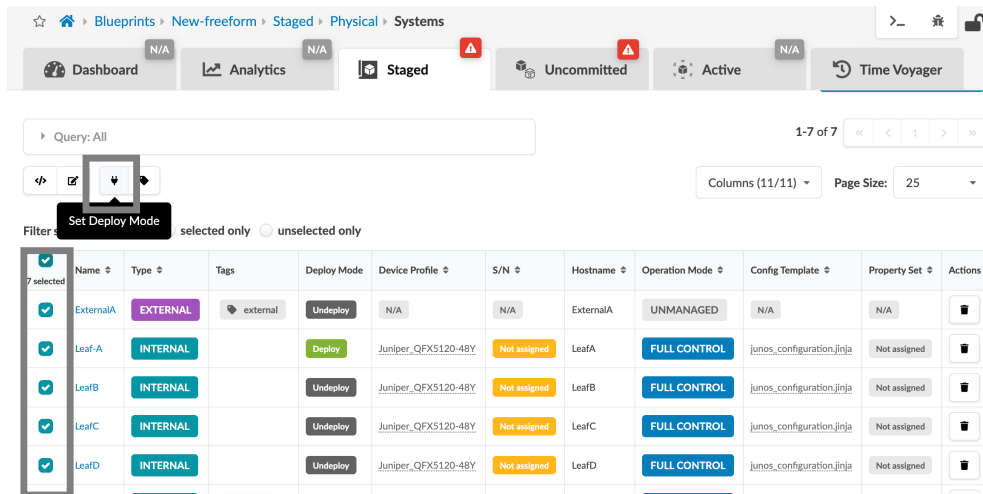 Blueprints New-freeform Staged Physical Systems
N/A N/A N/A
Dashboard Analytics Staged Uncommitted Active Time Voyager
Query: All
1-7 of 7 « < 1 > »
Columns (11/11) Page Size: 25
Set Deploy Mode
Filter selected only unselected only
7 selected Name Type Tags Deploy Mode Device Profile S/N Hostname Operation Mode Config Template Property Set Actions
ExternalA EXTERNAL external Undeploy N/A N/A ExternalA UNMANAGED N/A N/A
Leaf-A INTERNAL Deploy Juniper_QFX5120-48Y Not assigned LeafA FULL CONTROL junos_configuration.jinja Not assigned
LeafB INTERNAL Undeploy Juniper_QFX5120-48Y Not assigned LeafB FULL CONTROL junos_configuration.jinja Not assigned
LeafC INTERNAL Undeploy Juniper_QFX5120-48Y Not assigned LeafC FULL CONTROL junos_configuration.jinja Not assigned
LeafD INTERNAL Undeploy Juniper_QFX5120-48Y Not assigned LeafD FULL CONTROL junos_configuration.jinja Not assigned